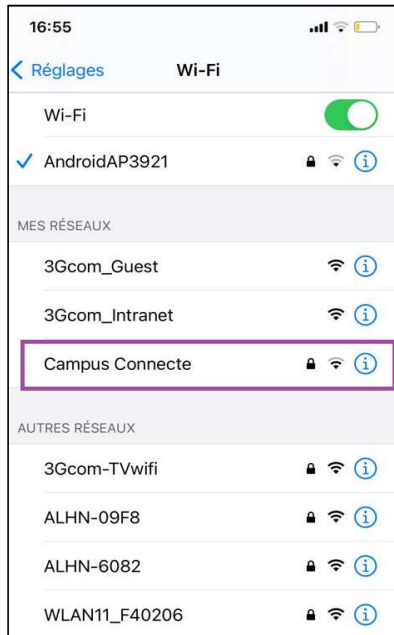 16:55
Réglages Wi-Fi
Wi-Fi
AndroidAP3921
MES RÉSEAUX
3Gcom_Guest
3Gcom_Intranet
Campus Connecte
AUTRES RÉSEAUX
3Gcom-TVwifi
ALHN-09F8
ALHN-6082
WLAN11_F40206